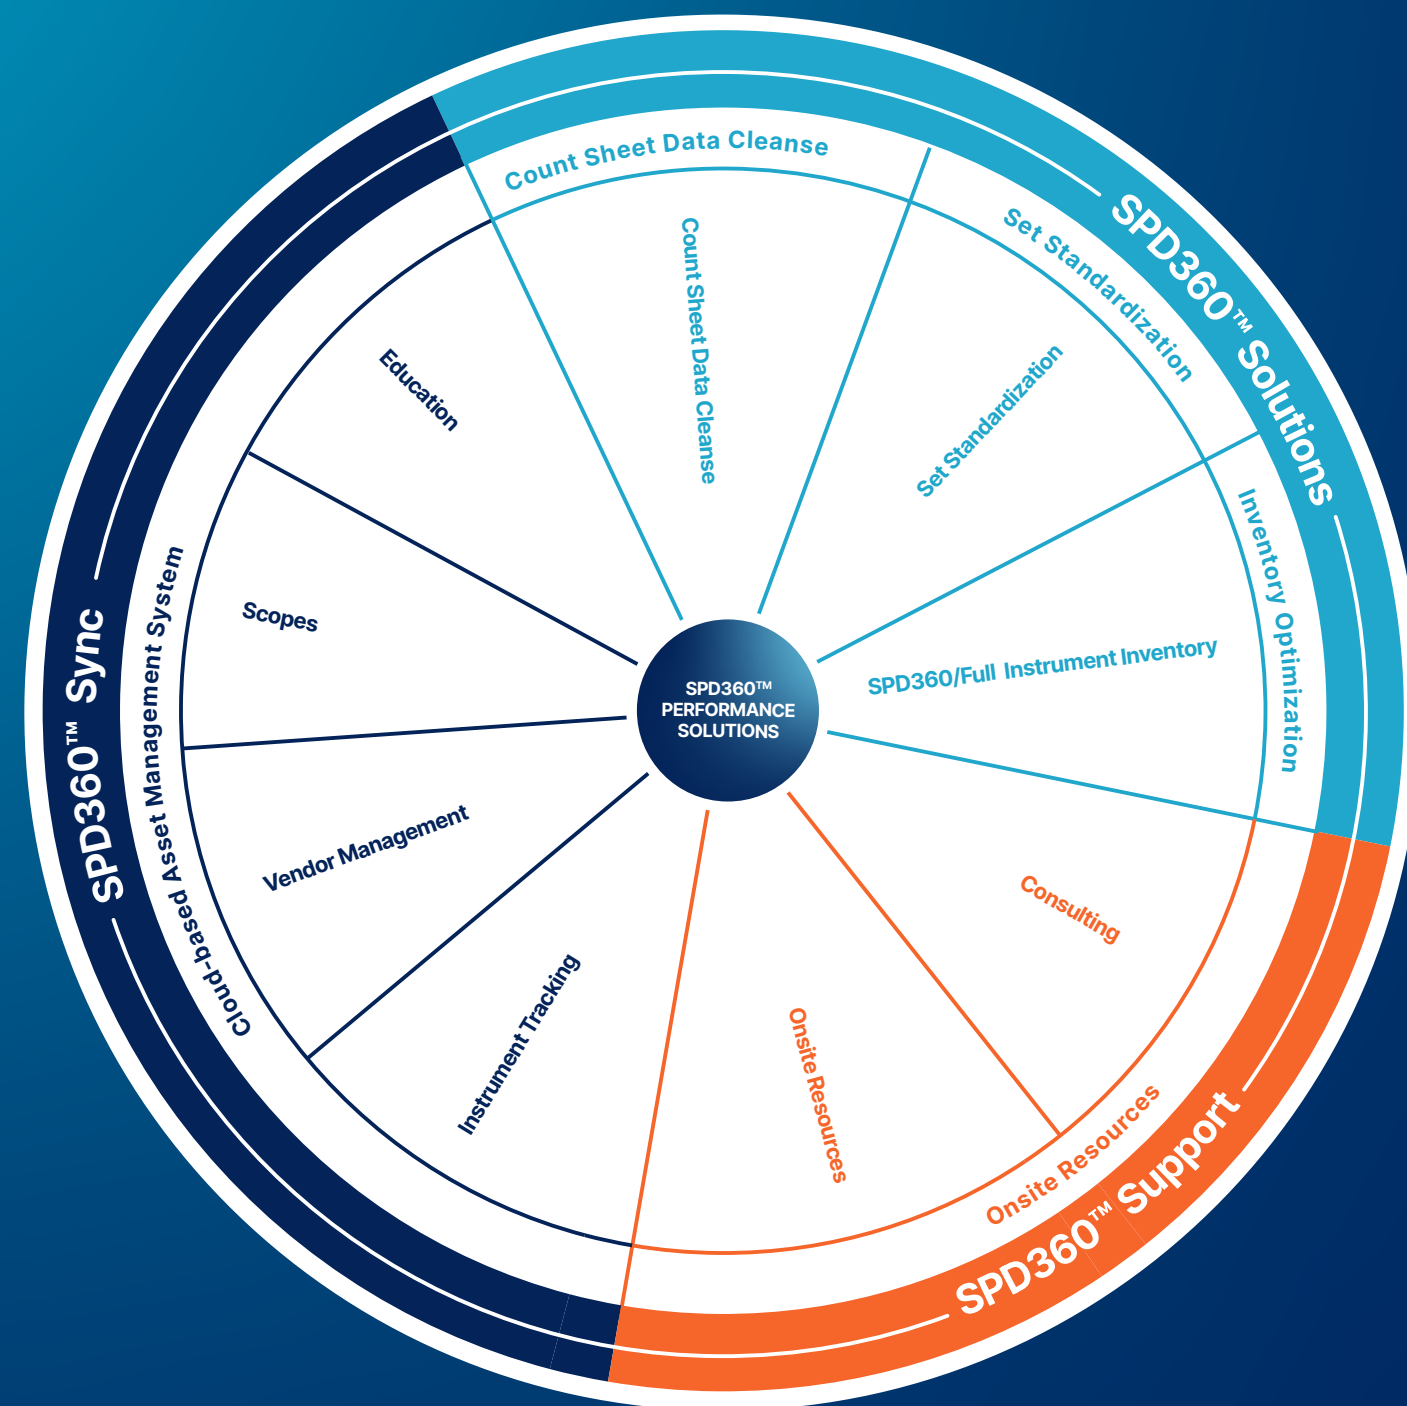 SPD360™ Solutions
Count Sheet Data Cleanse
Set Standardization
Inventory Optimization
Count Sheet Data Cleanse
Set Standardization
SPD360/Full Instrument Inventory
SPD360™ Support
Onsite Resources
Consulting
Onsite Resources
SPD360™ Sync
Cloud-based Asset Management System
Instrument Tracking
Vendor Management
Scopes
Education
SPD360™
PERFORMANCE
SOLUTIONS